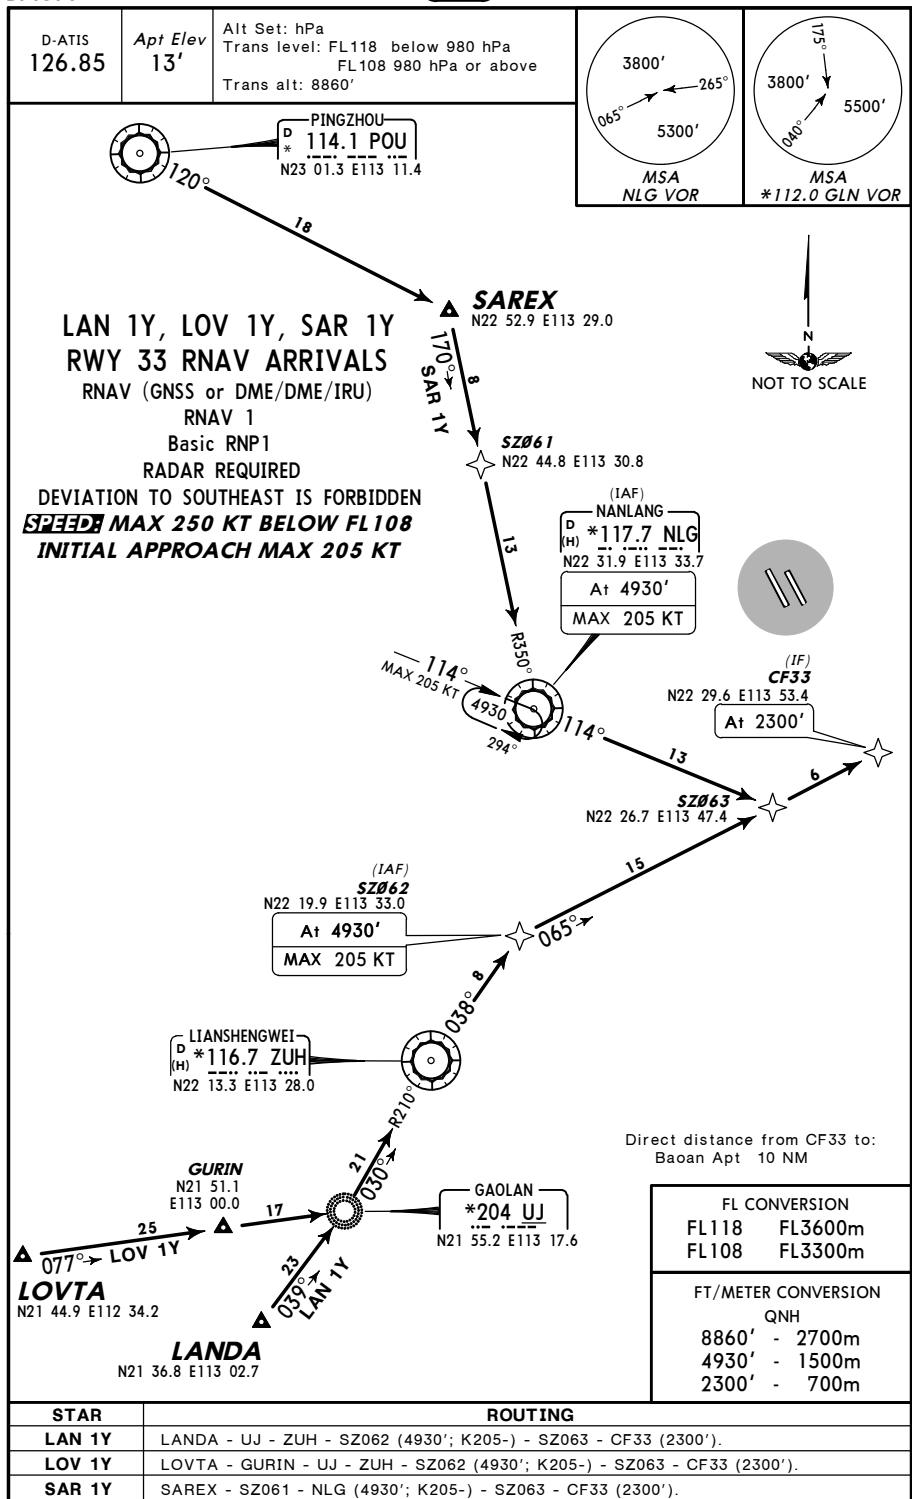 D-ATIS
126.85
Apt Elev
13'
Alt Set: hPa
Trans level: FL118 below 980 hPa
FL108 980 hPa or above
Trans alt: 8860'
3800'
265°
065°
5300'
MSA
NLG VOR
175°
3800'
5500'
040°
MSA
*112.0 GLN VOR
PINGZHOU
D
* 114.1 POU
N23 01.3 E113 11.4
120°
18
SAREX
N22 52.9 E113 29.0
N
NOT TO SCALE
LAN 1Y, LOV 1Y, SAR 1Y
RWY 33 RNAV ARRIVALS
RNAV (GNSS or DME/DME/IRU)
RNAV 1
Basic RNP1
RADAR REQUIRED
DEVIATION TO SOUTHEAST IS FORBIDDEN
SPEED: MAX 250 KT BELOW FL108
INITIAL APPROACH MAX 205 KT
170°
8
SAR 1Y
SZØ61
N22 44.8 E113 30.8
13
(IAF)
NANLANG
D
(H) *117.7 NLG
N22 31.9 E113 33.7
At 4930'
MAX 205 KT
R350°
114°
MAX 205 KT
4930
294°
114°
13
(IF)
CF33
N22 29.6 E113 53.4
At 2300'
6
SZØ63
N22 26.7 E113 47.4
15
(IAF)
SZØ62
N22 19.9 E113 33.0
At 4930'
MAX 205 KT
065°
8
038°
LIANSHENGWEI
D
(H) *116.7 ZUH
N22 13.3 E113 28.0
R210°
21
030°
GURIN
N21 51.1
E113 00.0
17
GAOLAN
*204 UJ
N21 55.2 E113 17.6
25
077° LOV 1Y
LOVTA
N21 44.9 E112 34.2
23
039°
LAN 1Y
LANDA
N21 36.8 E113 02.7
Direct distance from CF33 to:
Baoan Apt 10 NM
FL CONVERSION
FL118 FL3600m
FL108 FL3300m
FT/METER CONVERSION
QNH
8860' - 2700m
4930' - 1500m
2300' - 700m
STAR ROUTING
LAN 1Y LANDA - UJ - ZUH - SZ062 (4930'; K205-) - SZ063 - CF33 (2300').
LOV 1Y LOVTA - GURIN - UJ - ZUH - SZ062 (4930'; K205-) - SZ063 - CF33 (2300').
SAR 1Y SAREX - SZ061 - NLG (4930'; K205-) - SZ063 - CF33 (2300').